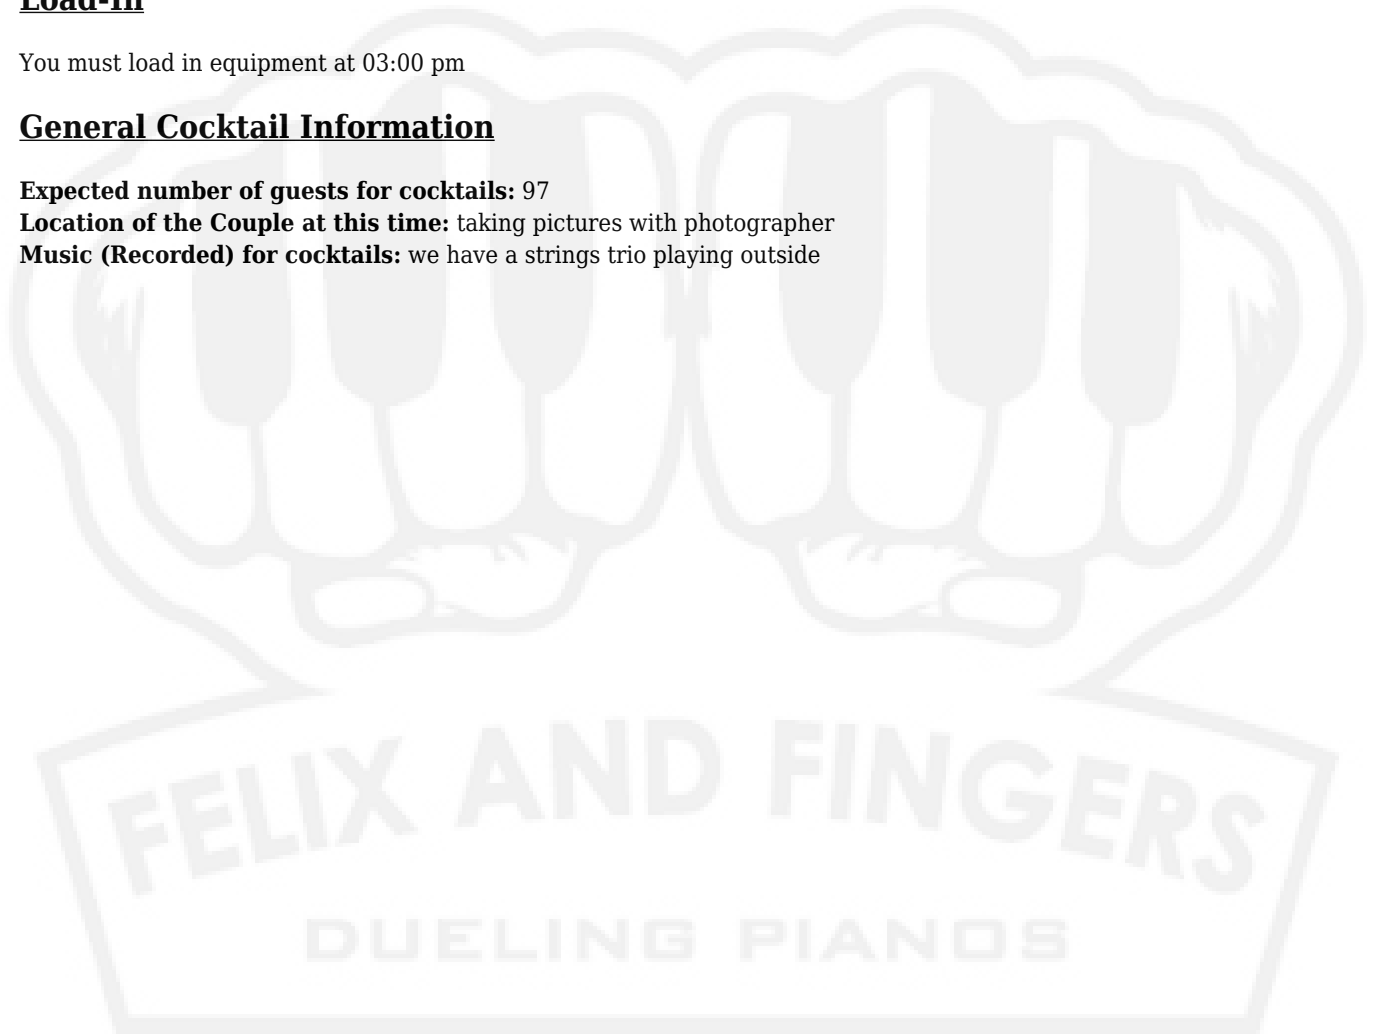 Load-In
You must load in equipment at 03:00 pm
General Cocktail Information
Expected number of guests for cocktails: 97
Location of the Couple at this time: taking pictures with photographer
Music (Recorded) for cocktails: we have a strings trio playing outside
FELIX AND FINGERS
DUELING PIANOS